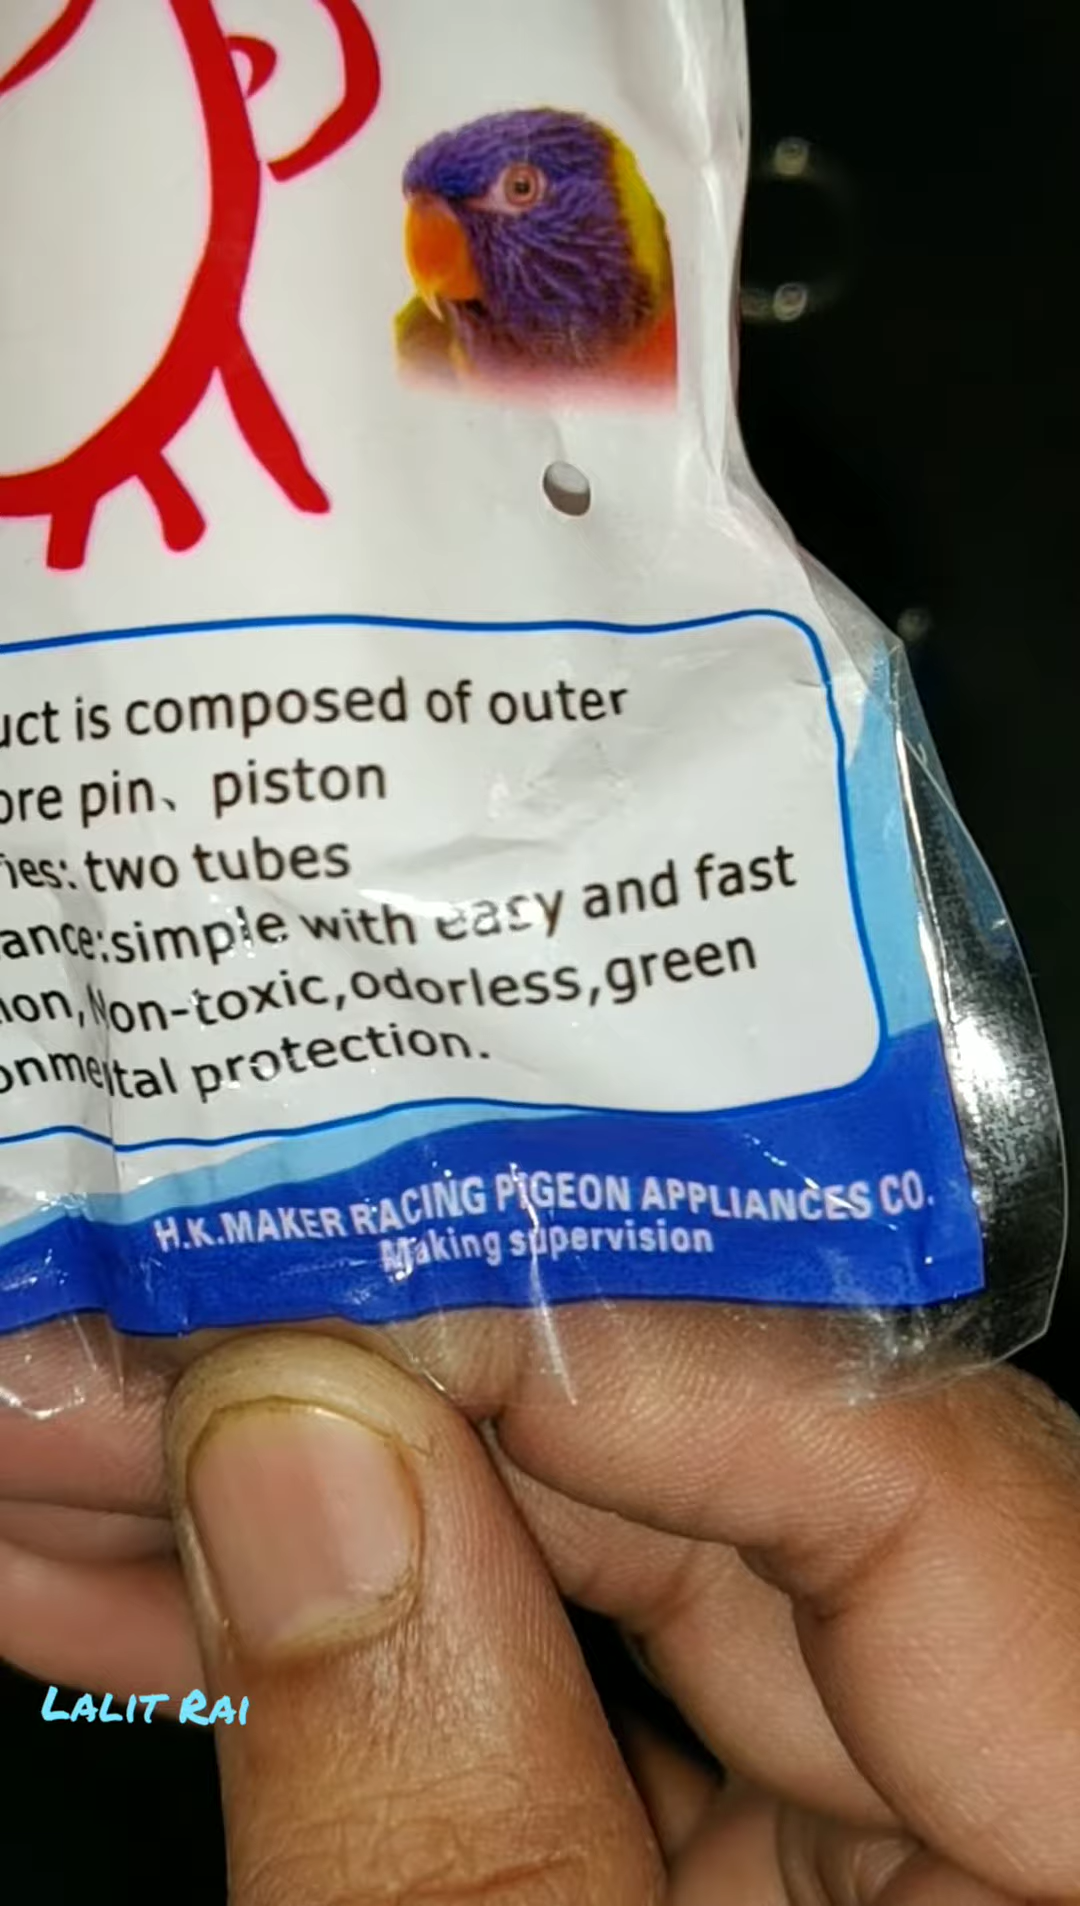 uct is composed of outer
ore pin、piston
ies: two tubes
ance:simple with easy and fast
ion,Non-toxic,odorless,green
onmental protection.
H.K.MAKER RACING PIGEON APPLIANCES CO.
Making supervision
LALIT RAI